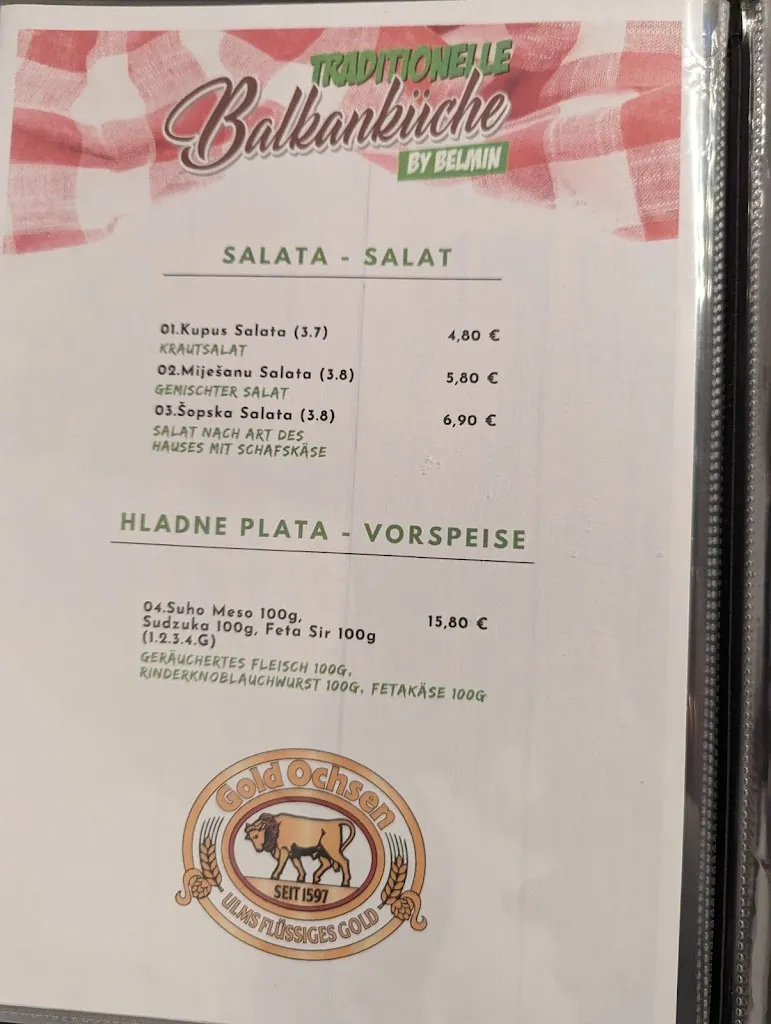 TRADITIONELLE
Balkanküche
BY BELMIN
SALATA - SALAT
01.Kupus Salata (3.7) 4,80 €
KRAUTSALAT
02.Miješanu Salata (3.8) 5,80 €
GEMISCHTER SALAT
03.Šopska Salata (3.8) 6,90 €
SALAT NACH ART DES
HAUSES MIT SCHAFSKÄSE
HLADNE PLATA - VORSPEISE
04.Suho Meso 100g, 15,80 €
Sudzuka 100g, Feta Sir 100g
(1.2.3.4.G)
GERÄUCHERTES FLEISCH 100G,
RINDERKNOBLAUCHWURST 100G, FETAKÄSE 100G
Gold Ochsen
SEIT 1597
ULMS FLÜSSIGES GOLD